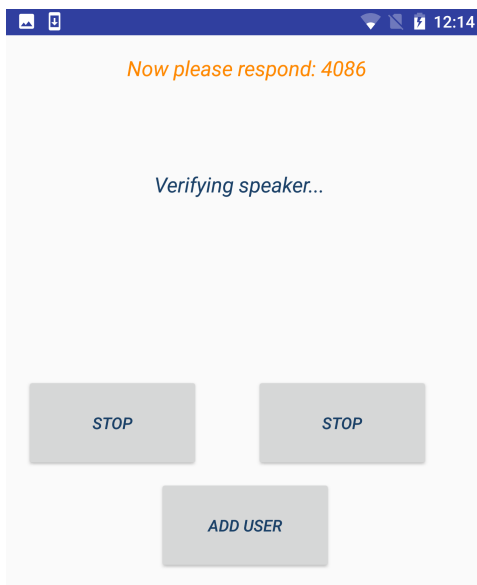 12:14
Now please respond: 4086
Verifying speaker...
STOP
STOP
ADD USER